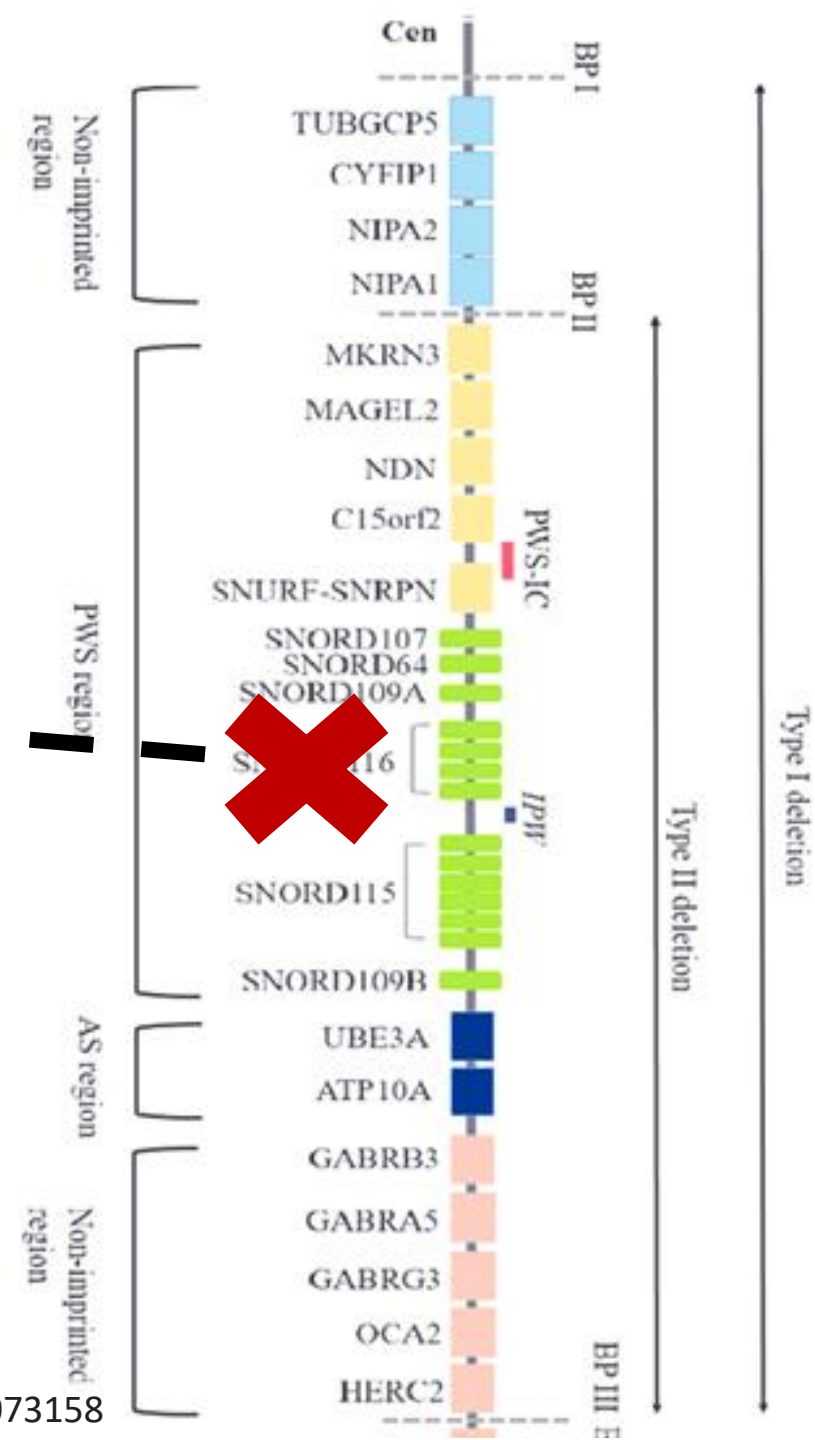 Cen
BP I
TUBGCP5
CYFIP1
NIPA2
NIPA1
Non-imprinted
region
BP II
MKRN3
MAGEL2
NDN
C15orf2
PWS-IC
SNURF-SNRPN
SNORD107
SNORD64
SNORD109A
16
IPW
SNORD115
SNORD109B
PWS region
UBE3A
ATP10A
AS region
GABRB3
GABRA5
GABRG3
OCA2
HERC2
Non-imprinted
region
BP III
Type II deletion
Type I deletion
073158